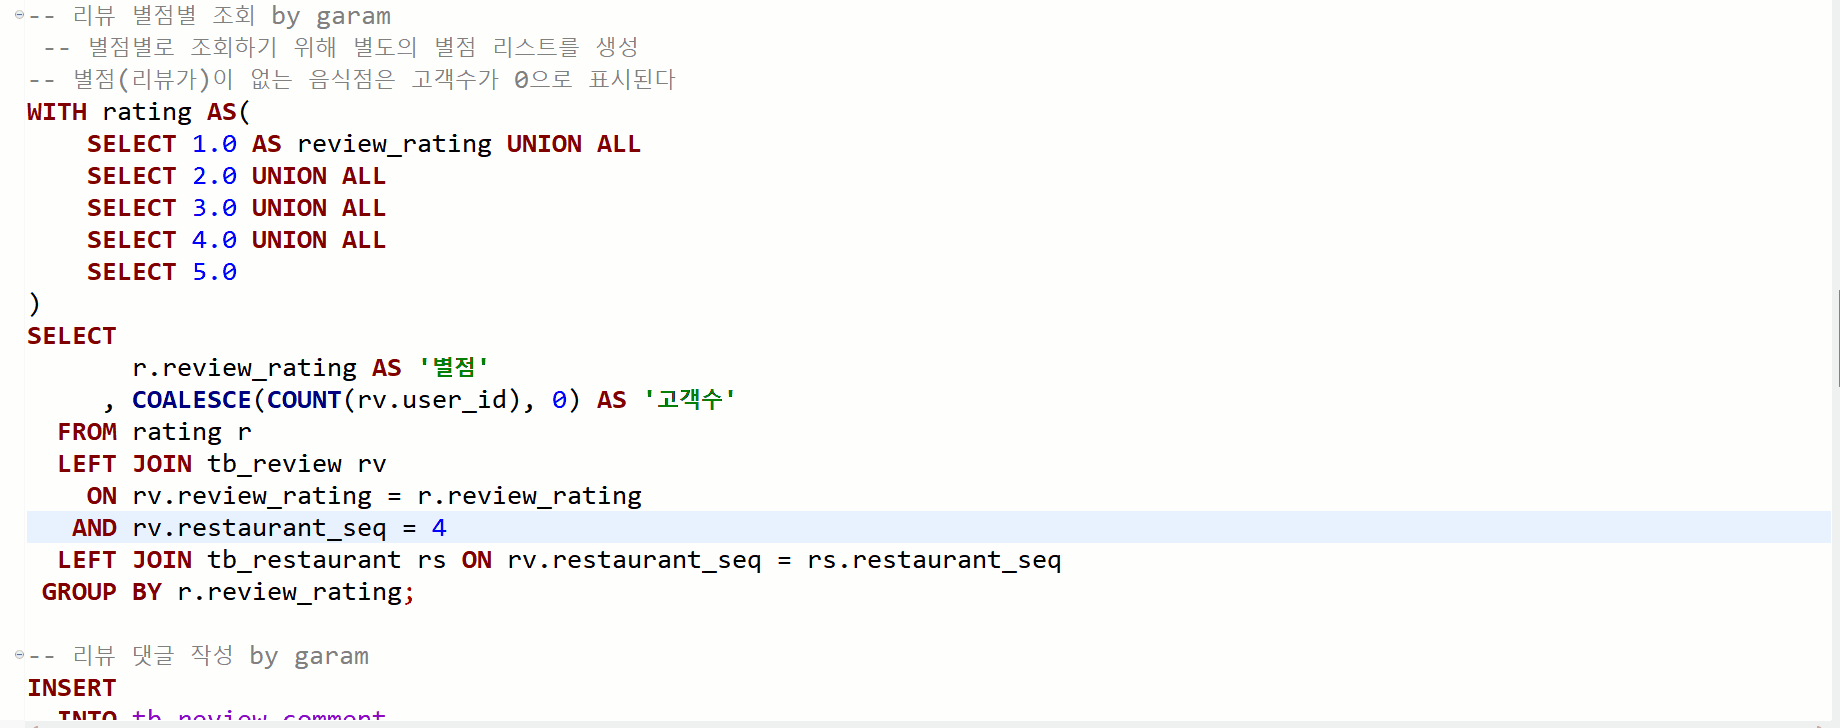 -- 리뷰 별점별 조회 by garam
-- 별점별로 조회하기 위해 별도의 별점 리스트를 생성
-- 별점(리뷰가)이 없는 음식점은 고객수가 0으로 표시된다
WITH rating AS(
SELECT 1.0 AS review_rating UNION ALL
SELECT 2.0 UNION ALL
SELECT 3.0 UNION ALL
SELECT 4.0 UNION ALL
SELECT 5.0
)
SELECT
r.review_rating AS '별점'
, COALESCE(COUNT(rv.user_id), 0) AS '고객수'
FROM rating r
LEFT JOIN tb_review rv
ON rv.review_rating = r.review_rating
AND rv.restaurant_seq = 4
LEFT JOIN tb_restaurant rs ON rv.restaurant_seq = rs.restaurant_seq
GROUP BY r.review_rating;
-- 리뷰 댓글 작성 by garam
INSERT
INTO tb_review_comment